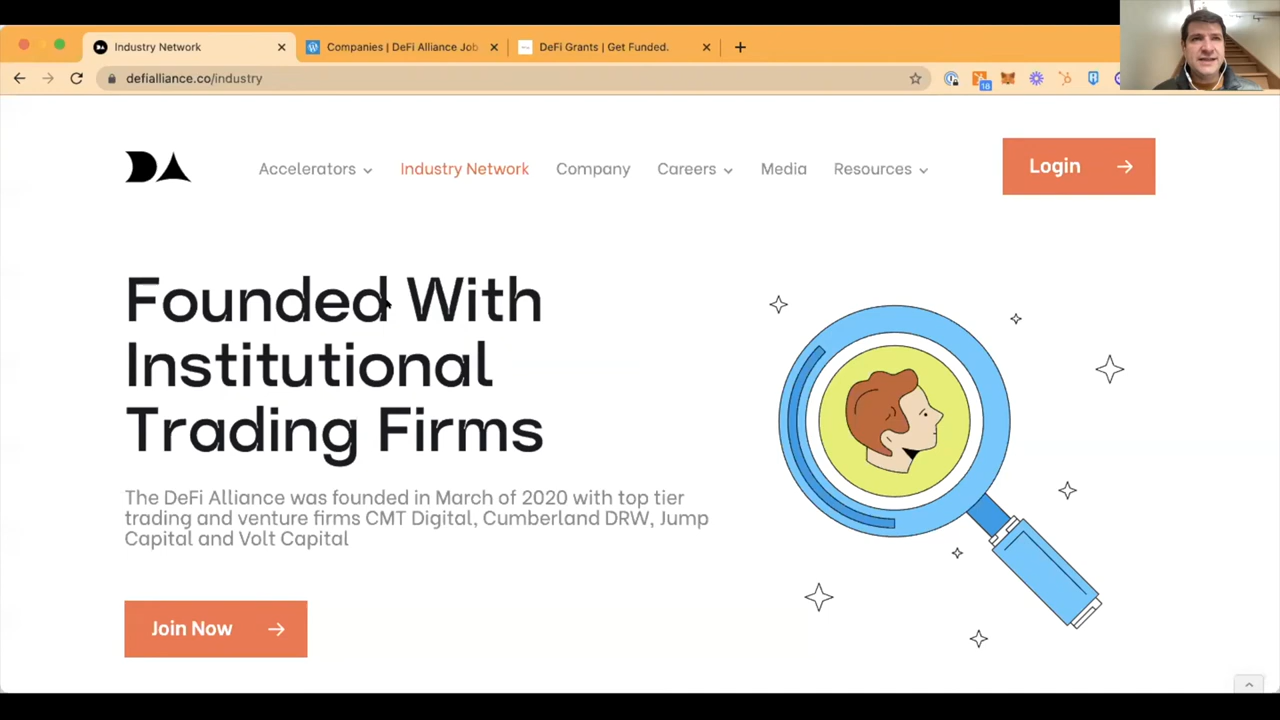 Industry Network
Companies | DeFi Alliance Job
DeFi Grants | Get Funded.
defialliance.co/industry
18
DA
Accelerators
Industry Network
Company
Careers
Media
Resources
Login
Founded With
Institutional
Trading Firms
The DeFi Alliance was founded in March of 2020 with top tier
trading and venture firms CMT Digital, Cumberland DRW, Jump
Capital and Volt Capital
Join Now